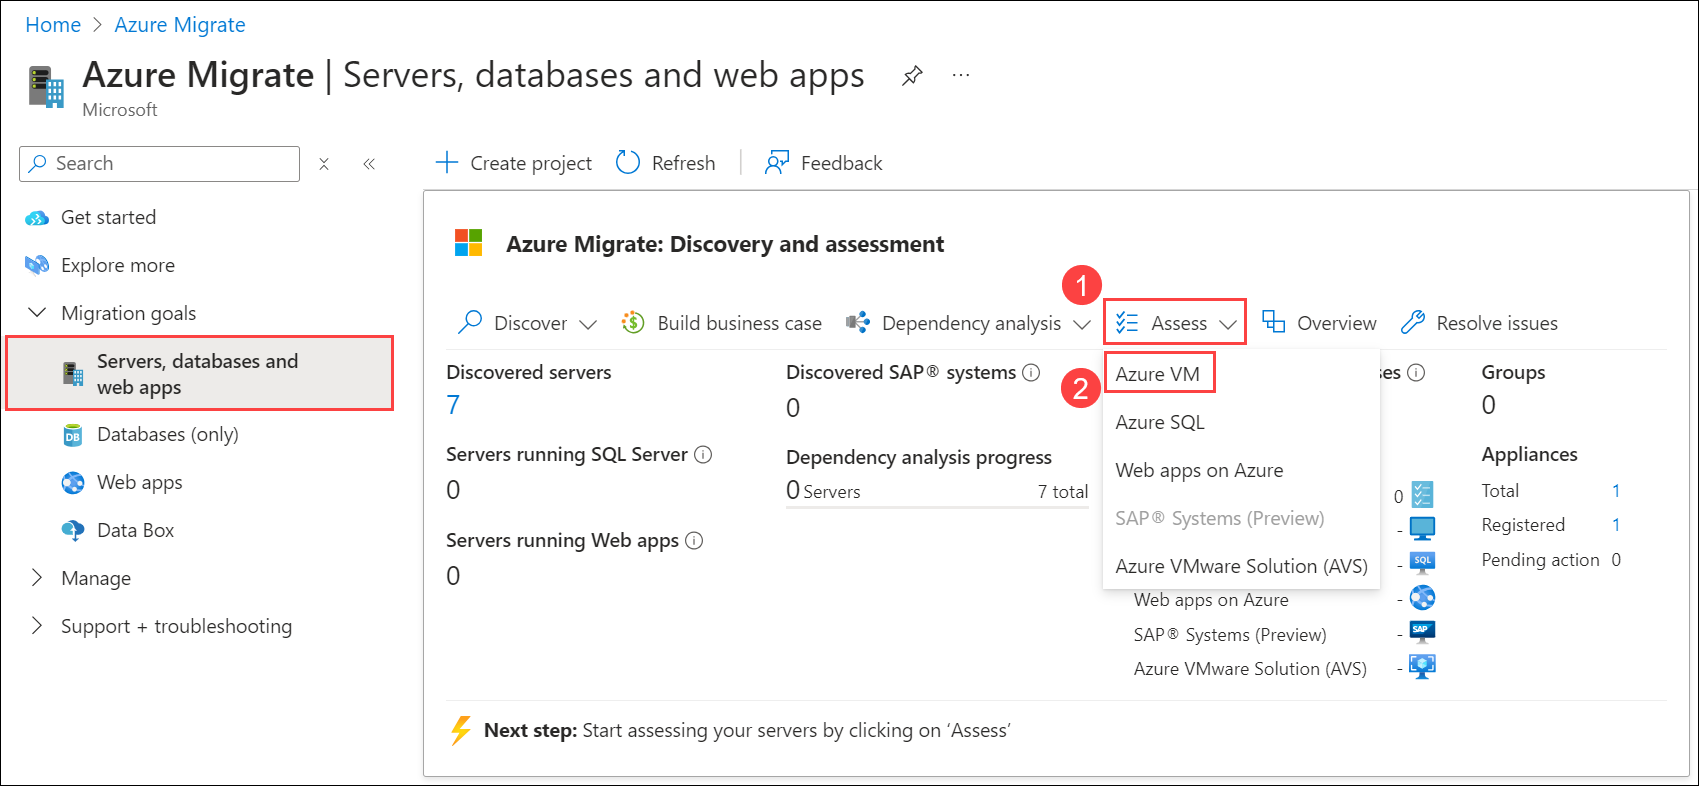 Home > Azure Migrate
Azure Migrate | Servers, databases and web apps
Microsoft
Search
Get started
Explore more
Migration goals
Servers, databases and
web apps
Databases (only)
Web apps
Data Box
Manage
Support + troubleshooting
Create project
Refresh
Feedback
Azure Migrate: Discovery and assessment
1
Discover
Build business case
Dependency analysis
Assess
Overview
Resolve issues
Discovered servers
7
Servers running SQL Server
0
Servers running Web apps
0
Discovered SAP® systems
0
Dependency analysis progress
0 Servers 7 total
2
Azure VM
Azure SQL
Web apps on Azure
SAP® Systems (Preview)
Azure VMware Solution (AVS)
0
-
- SQL
Web apps on Azure -
SAP® Systems (Preview) - SAP
Azure VMware Solution (AVS) -
Groups
0
Appliances
Total 1
Registered 1
Pending action 0
Next step: Start assessing your servers by clicking on ‘Assess’